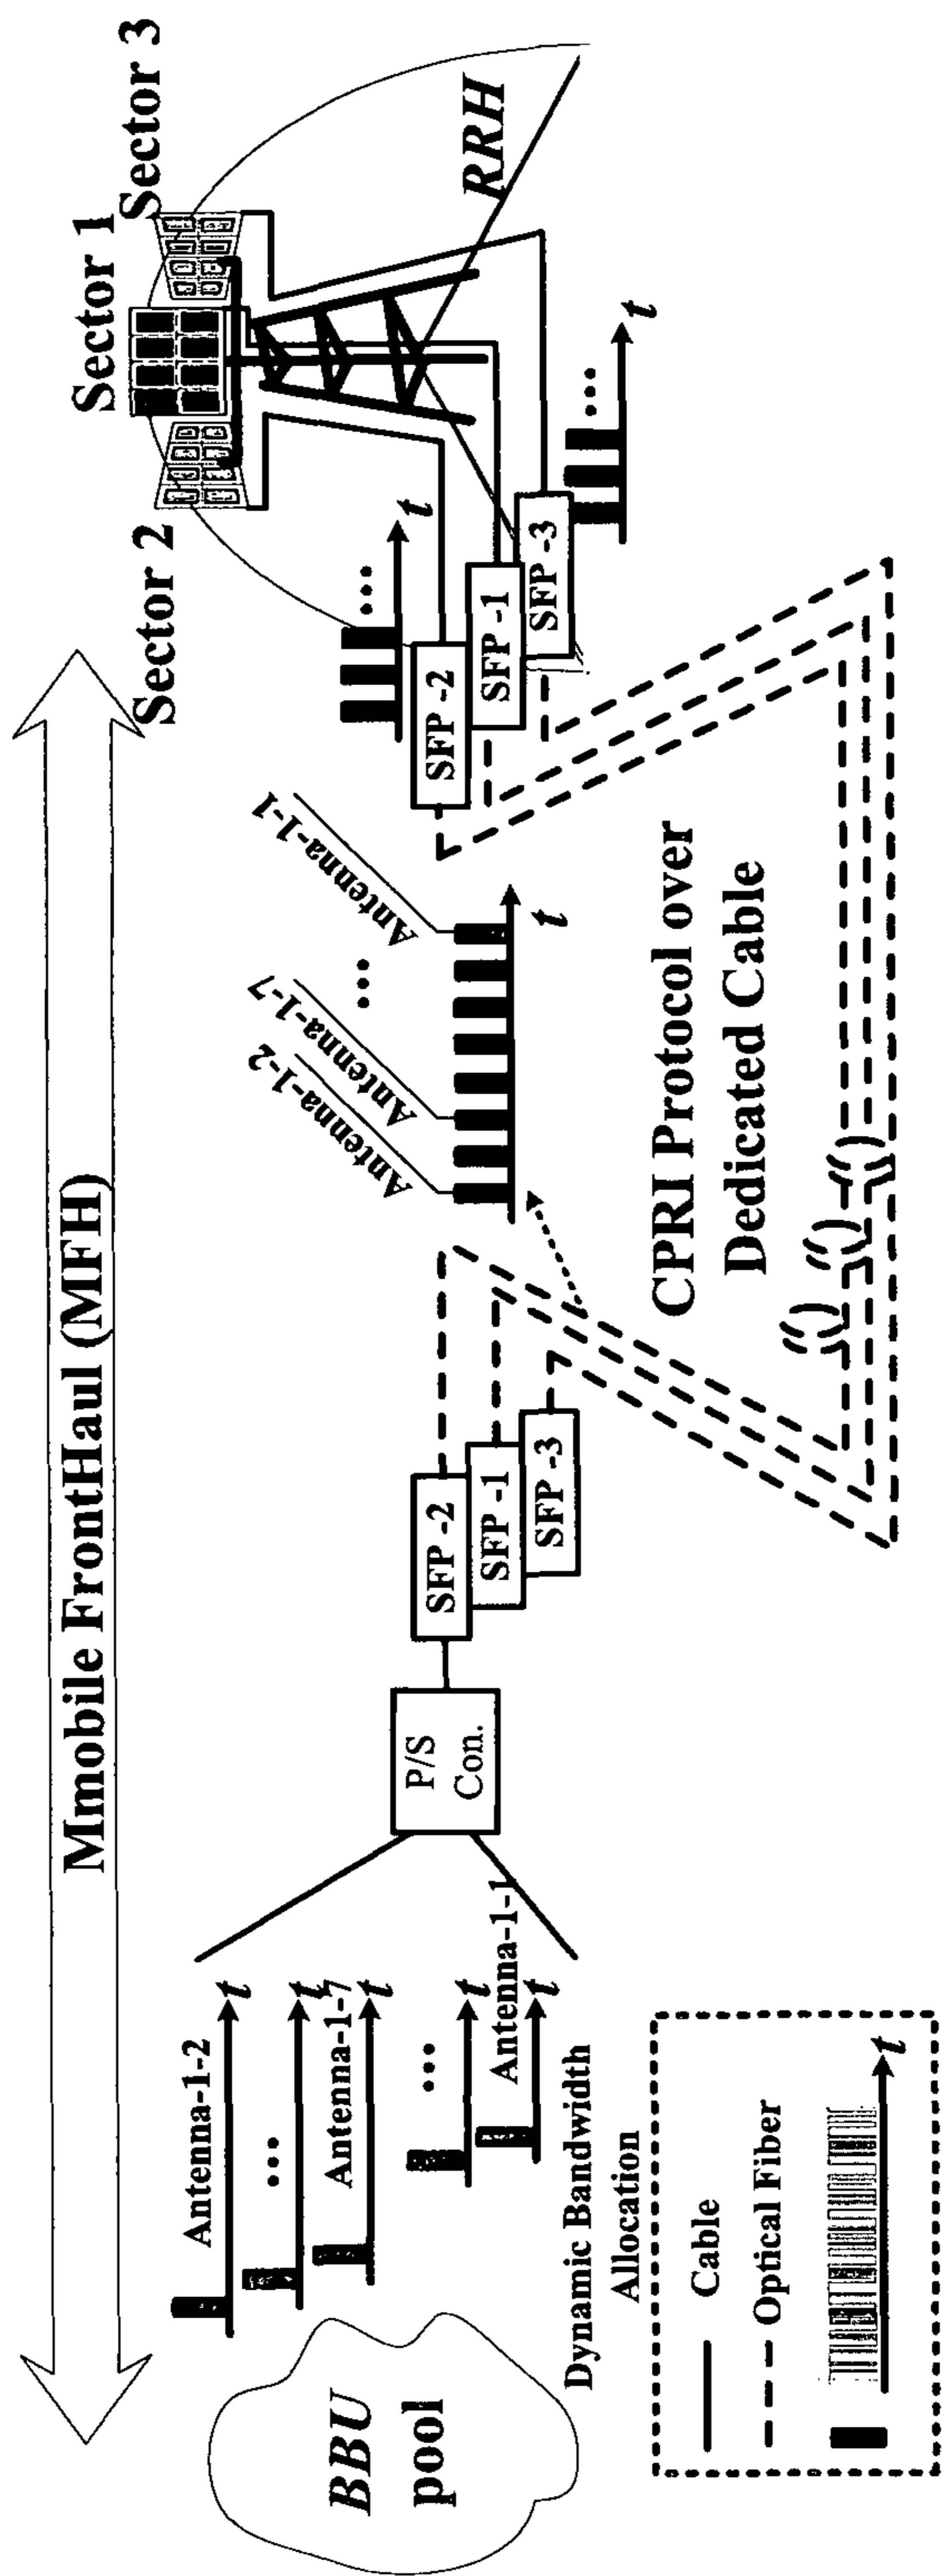 Mmobile FrontHaul (MFH)
Sector 2
Sector 1
Sector 3
RRH
BBU
pool
Antenna-1-2
t
...
t
Antenna-1-7
t
...
t
Antenna-1-1
t
Dynamic Bandwidth
Allocation
P/S
Con.
SFP -2
SFP -1
SFP -3
Antenna-1-2
Antenna-1-7
...
Antenna-1-1
t
CPRI Protocol over
Dedicated Cable
SFP -2
SFP -1
SFP -3
...
t
...
t
Cable
Optical Fiber
t